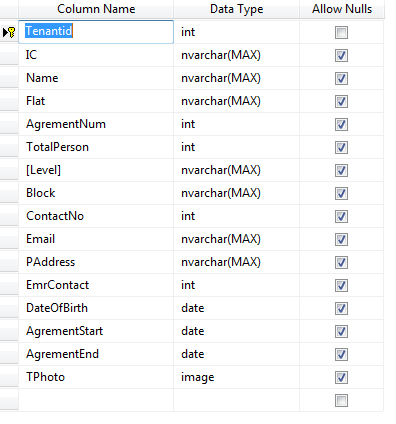 Column Name Data Type Allow Nulls
Tenantid int
IC nvarchar(MAX)
Name nvarchar(MAX)
Flat nvarchar(MAX)
AgrementNum int
TotalPerson int
[Level] nvarchar(MAX)
Block nvarchar(MAX)
ContactNo int
Email nvarchar(MAX)
PAddress nvarchar(MAX)
EmrContact int
DateOfBirth date
AgrementStart date
AgrementEnd date
TPhoto image